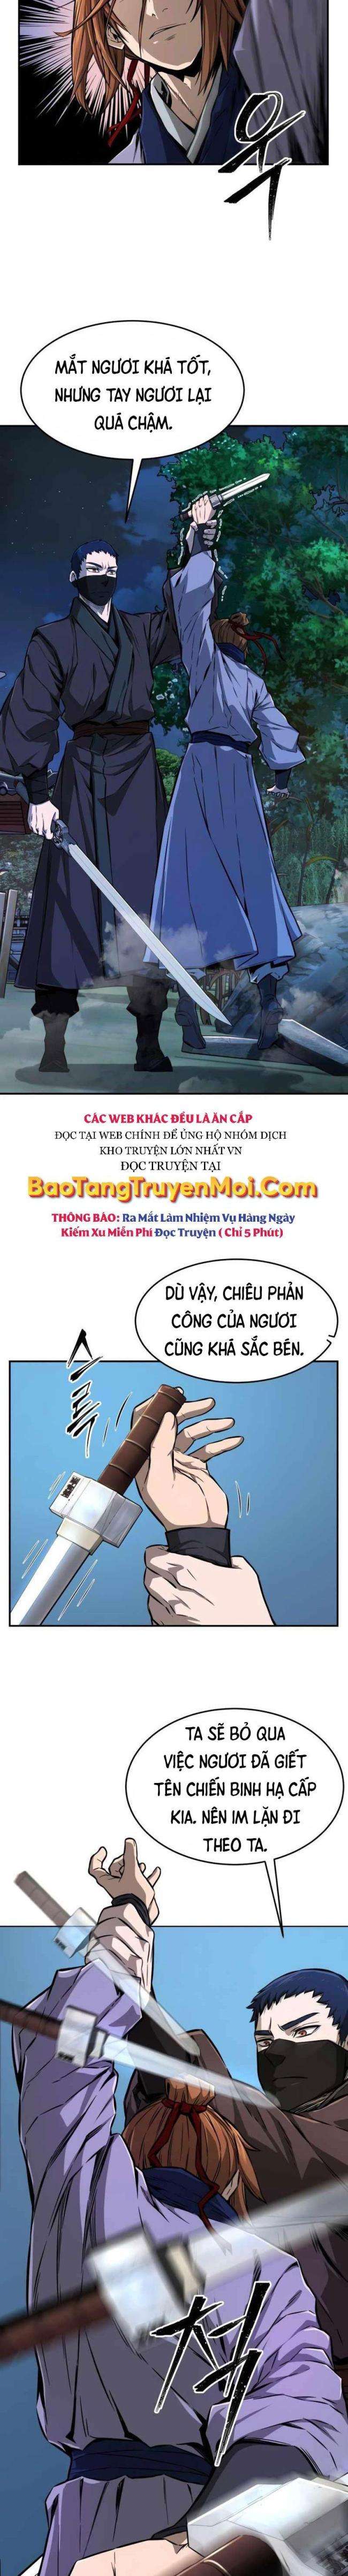 MẮT NGƯƠI KHÁ TỐT,
NHƯNG TAY NGƯƠI LẠI
QUÁ CHẬM.
CÁC WEB KHÁC ĐỀU LÀ ĂN CẮP
ĐỌC TẠI WEB CHÍNH ĐỂ ỦNG HỘ NHÓM DỊCH
KHO TRUYỆN LỚN NHẤT VN
ĐỌC TRUYỆN TẠI
BaoTangTruyenMoi.Com
THÔNG BÁO: Ra Mắt Làm Nhiệm Vụ Hàng Ngày
Kiếm Xu Miễn Phí Đọc Truyện ( Chỉ 5 Phút)
DÙ VẬY, CHIÊU PHẢN
CÔNG CỦA NGƯƠI
CŨNG KHÁ SẮC BÉN.
TA SẼ BỎ QUA
VIỆC NGƯƠI ĐÃ GIẾT
TÊN CHIẾN BINH HẠ CẤP
KIA. NÊN IM LẶNG ĐI
THEO TA.